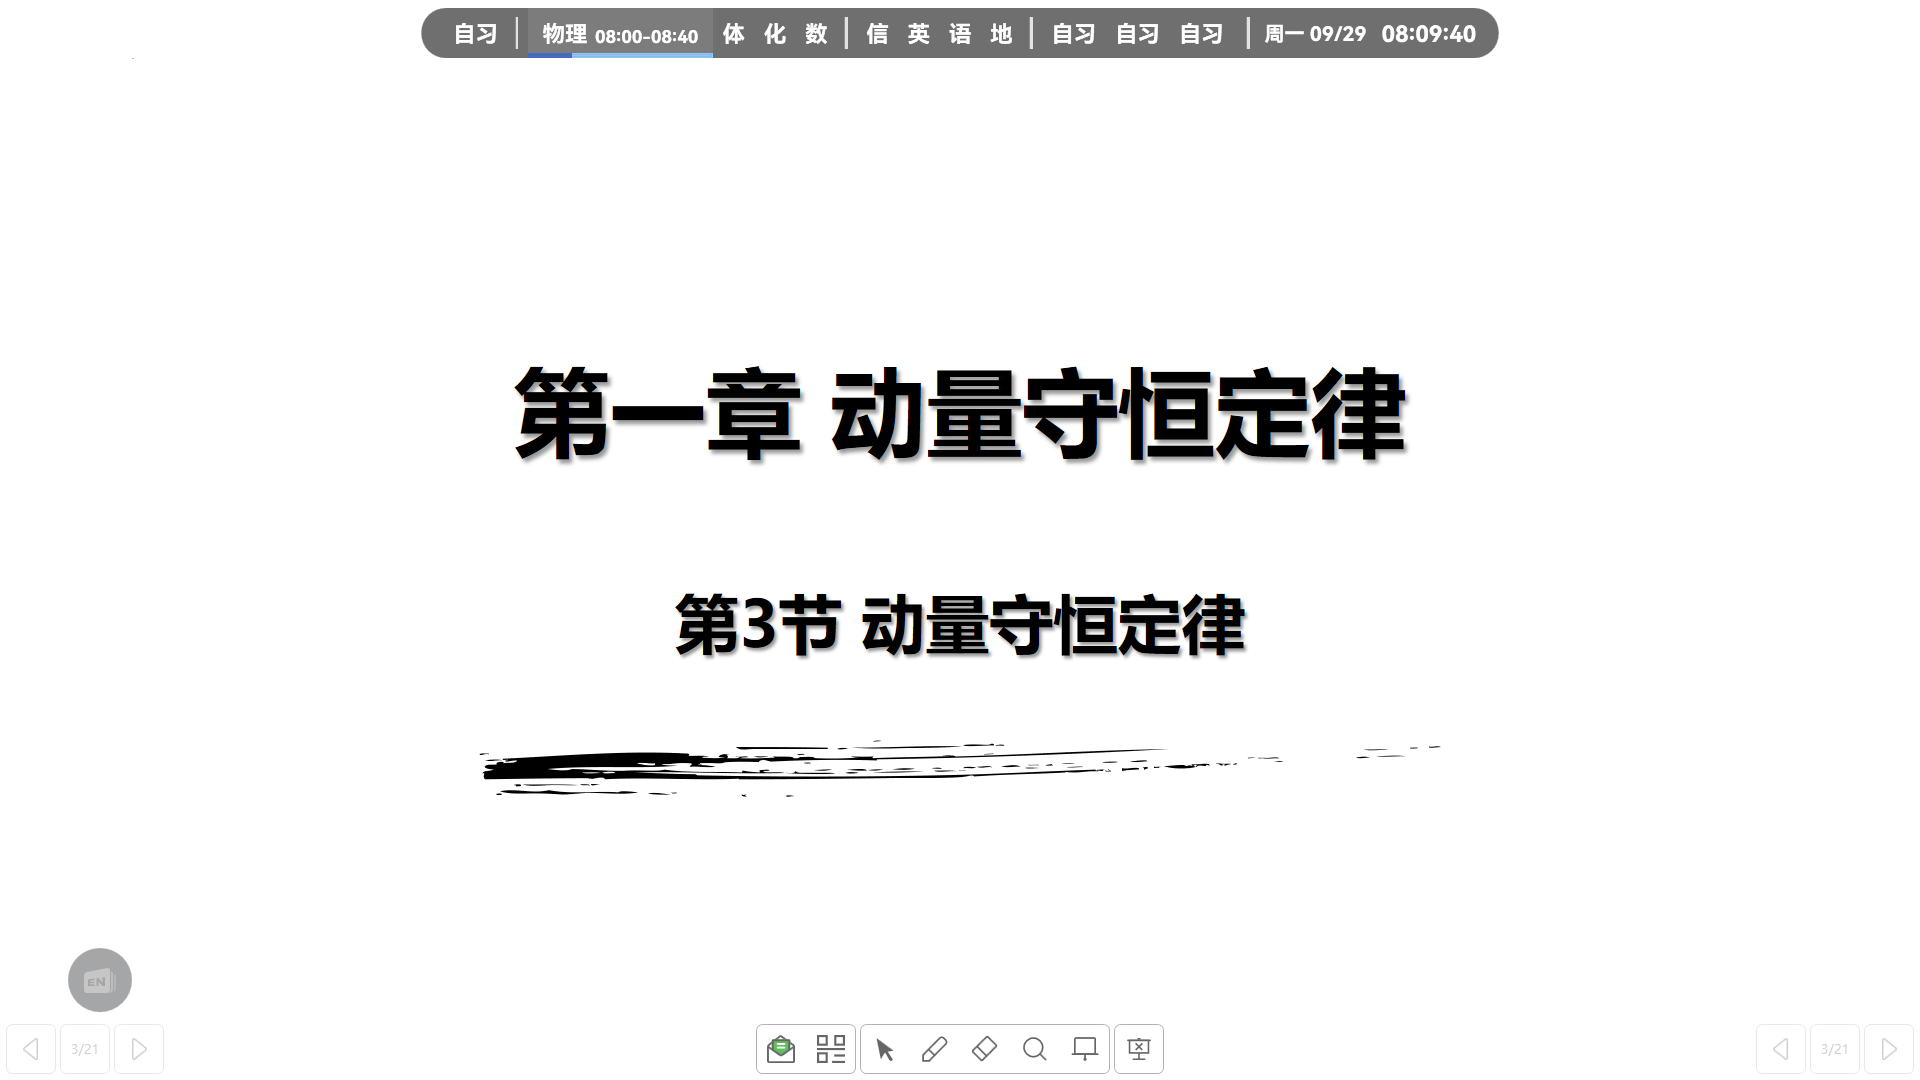 自习 物理 08:00-08:40 体 化 数 信 英 语 地 自习 自习 自习 周一 09/29 08:09:40
第一章 动量守恒定律
第3节 动量守恒定律
EN
3/21
3/21